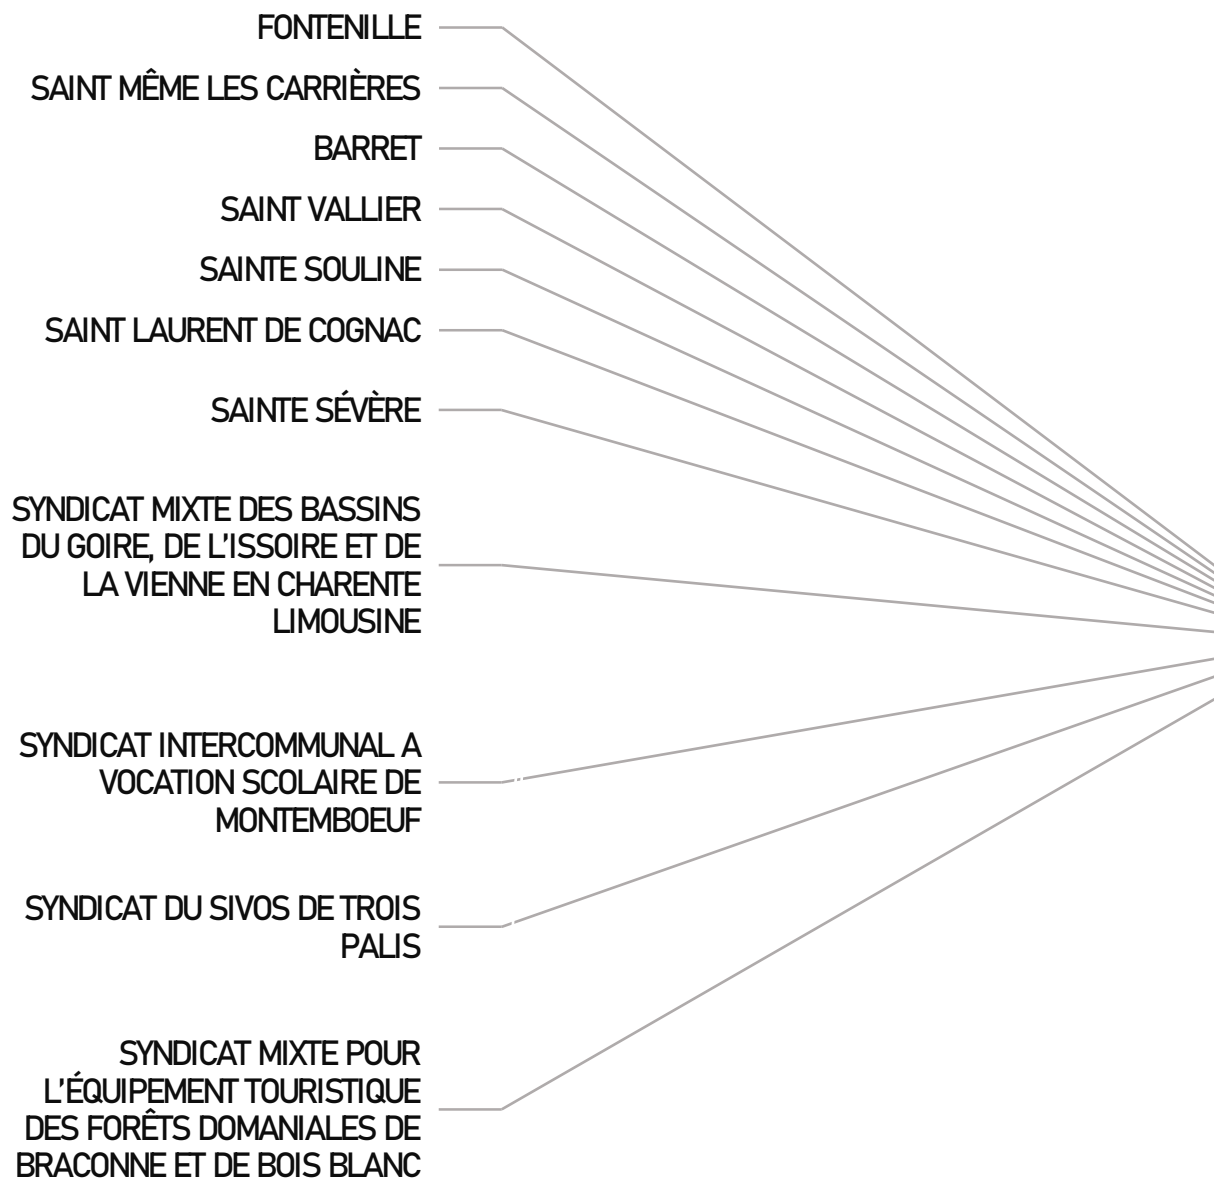 FONTENILLE
SAINT MÊME LES CARRIÈRES
BARRET
SAINT VALLIER
SAINTE SOULINE
SAINT LAURENT DE COGNAC
SAINTE SÉVÈRE
SYNDICAT MIXTE DES BASSINS
DU GOIRE, DE L'ISSOIRE ET DE
LA VIENNE EN CHARENTE
LIMOUSINE
SYNDICAT INTERCOMMUNAL A
VOCATION SCOLAIRE DE
MONTEMBOEUF
SYNDICAT DU SIVOS DE TROIS
PALIS
SYNDICAT MIXTE POUR
L'ÉQUIPEMENT TOURISTIQUE
DES FORÊTS DOMANIALES DE
BRACONNE ET DE BOIS BLANC